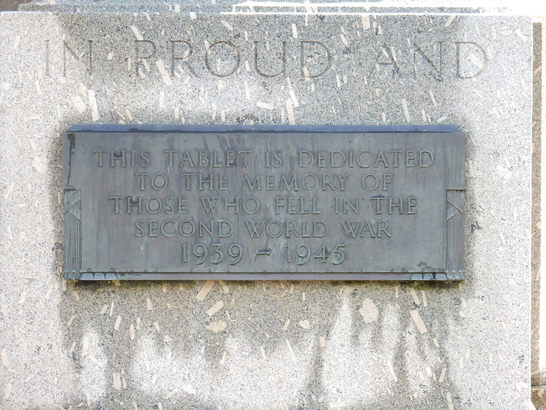 IN PROUD AND
THIS TABLET IS DEDICATED
TO THE MEMORY OF
THOSE WHO FELL IN THE
SECOND WORLD WAR
1939 - 1945